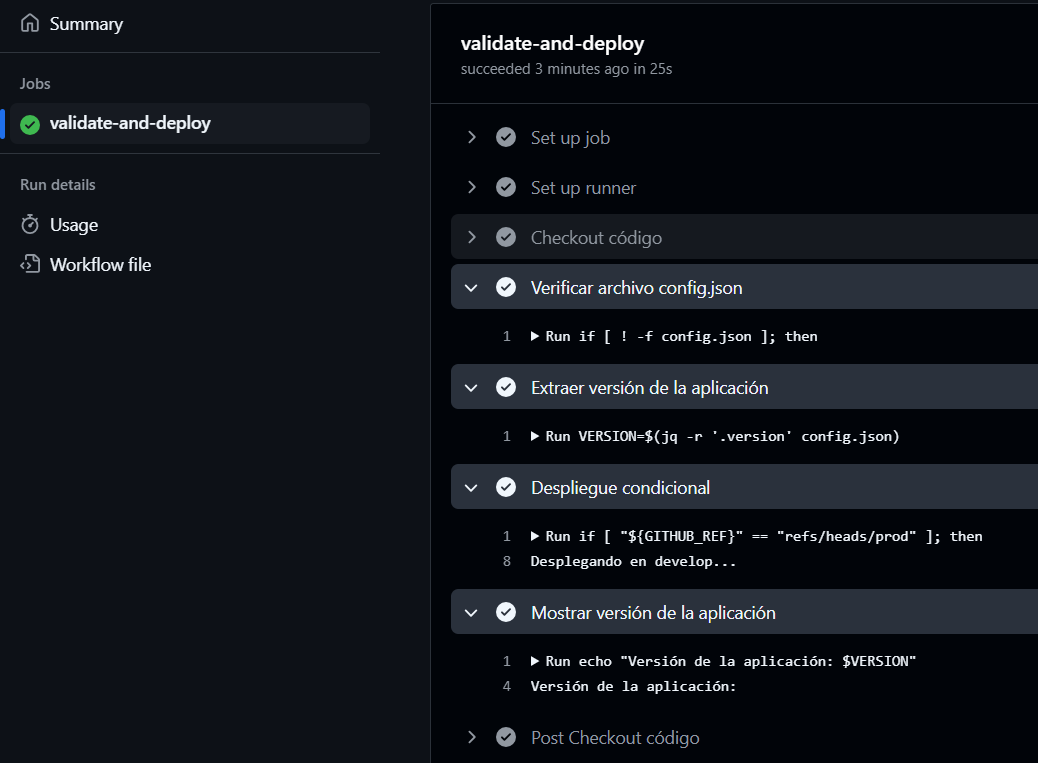 Summary
Jobs
validate-and-deploy
Run details
Usage
Workflow file
validate-and-deploy
succeeded 3 minutes ago in 25s
Set up job
Set up runner
Checkout código
Verificar archivo config.json
1 Run if [ ! -f config.json ]; then
Extraer versión de la aplicación
1 Run VERSION=$(jq -r '.version' config.json)
Despliegue condicional
1 Run if [ "${GITHUB_REF}" == "refs/heads/prod" ]; then
8 Desplegando en develop...
Mostrar versión de la aplicación
1 Run echo "Versión de la aplicación: $VERSION"
4 Versión de la aplicación:
Post Checkout código